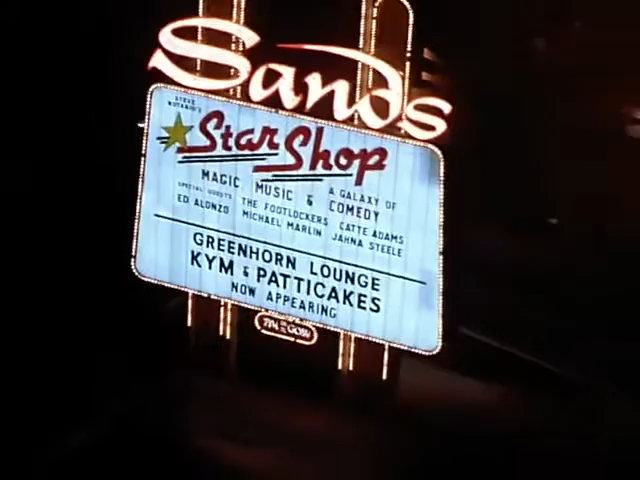 Sands
STEVE
Star Shop
A GALAXY OF
MAGIC MUSIC & COMEDY
SPECIAL GUESTS THE FOOTLOCKERS CATTE ADAMS
ED ALONZO MICHAEL MARLIN JAHNA STEELE
GREENHORN LOUNGE
KYM & PATTICAKES
NOW APPEARING